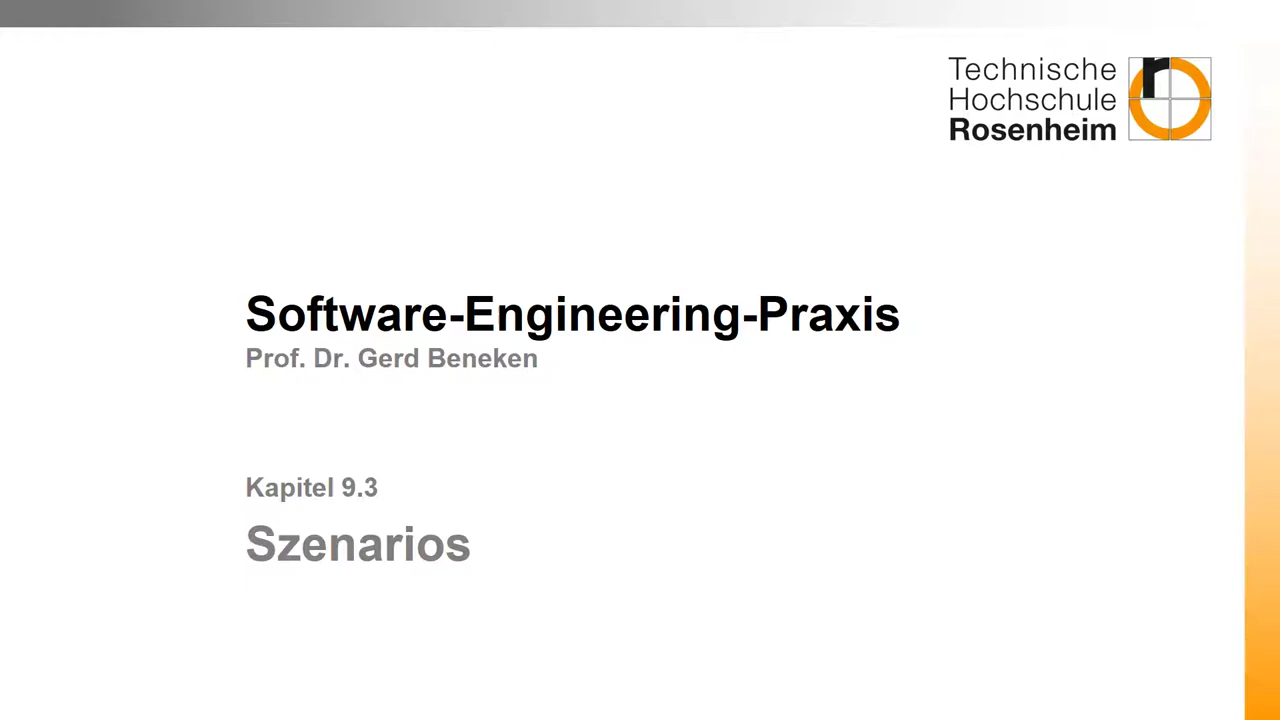 Technische
Hochschule
Rosenheim
Software-Engineering-Praxis
Prof. Dr. Gerd Beneken
Kapitel 9.3
Szenarios